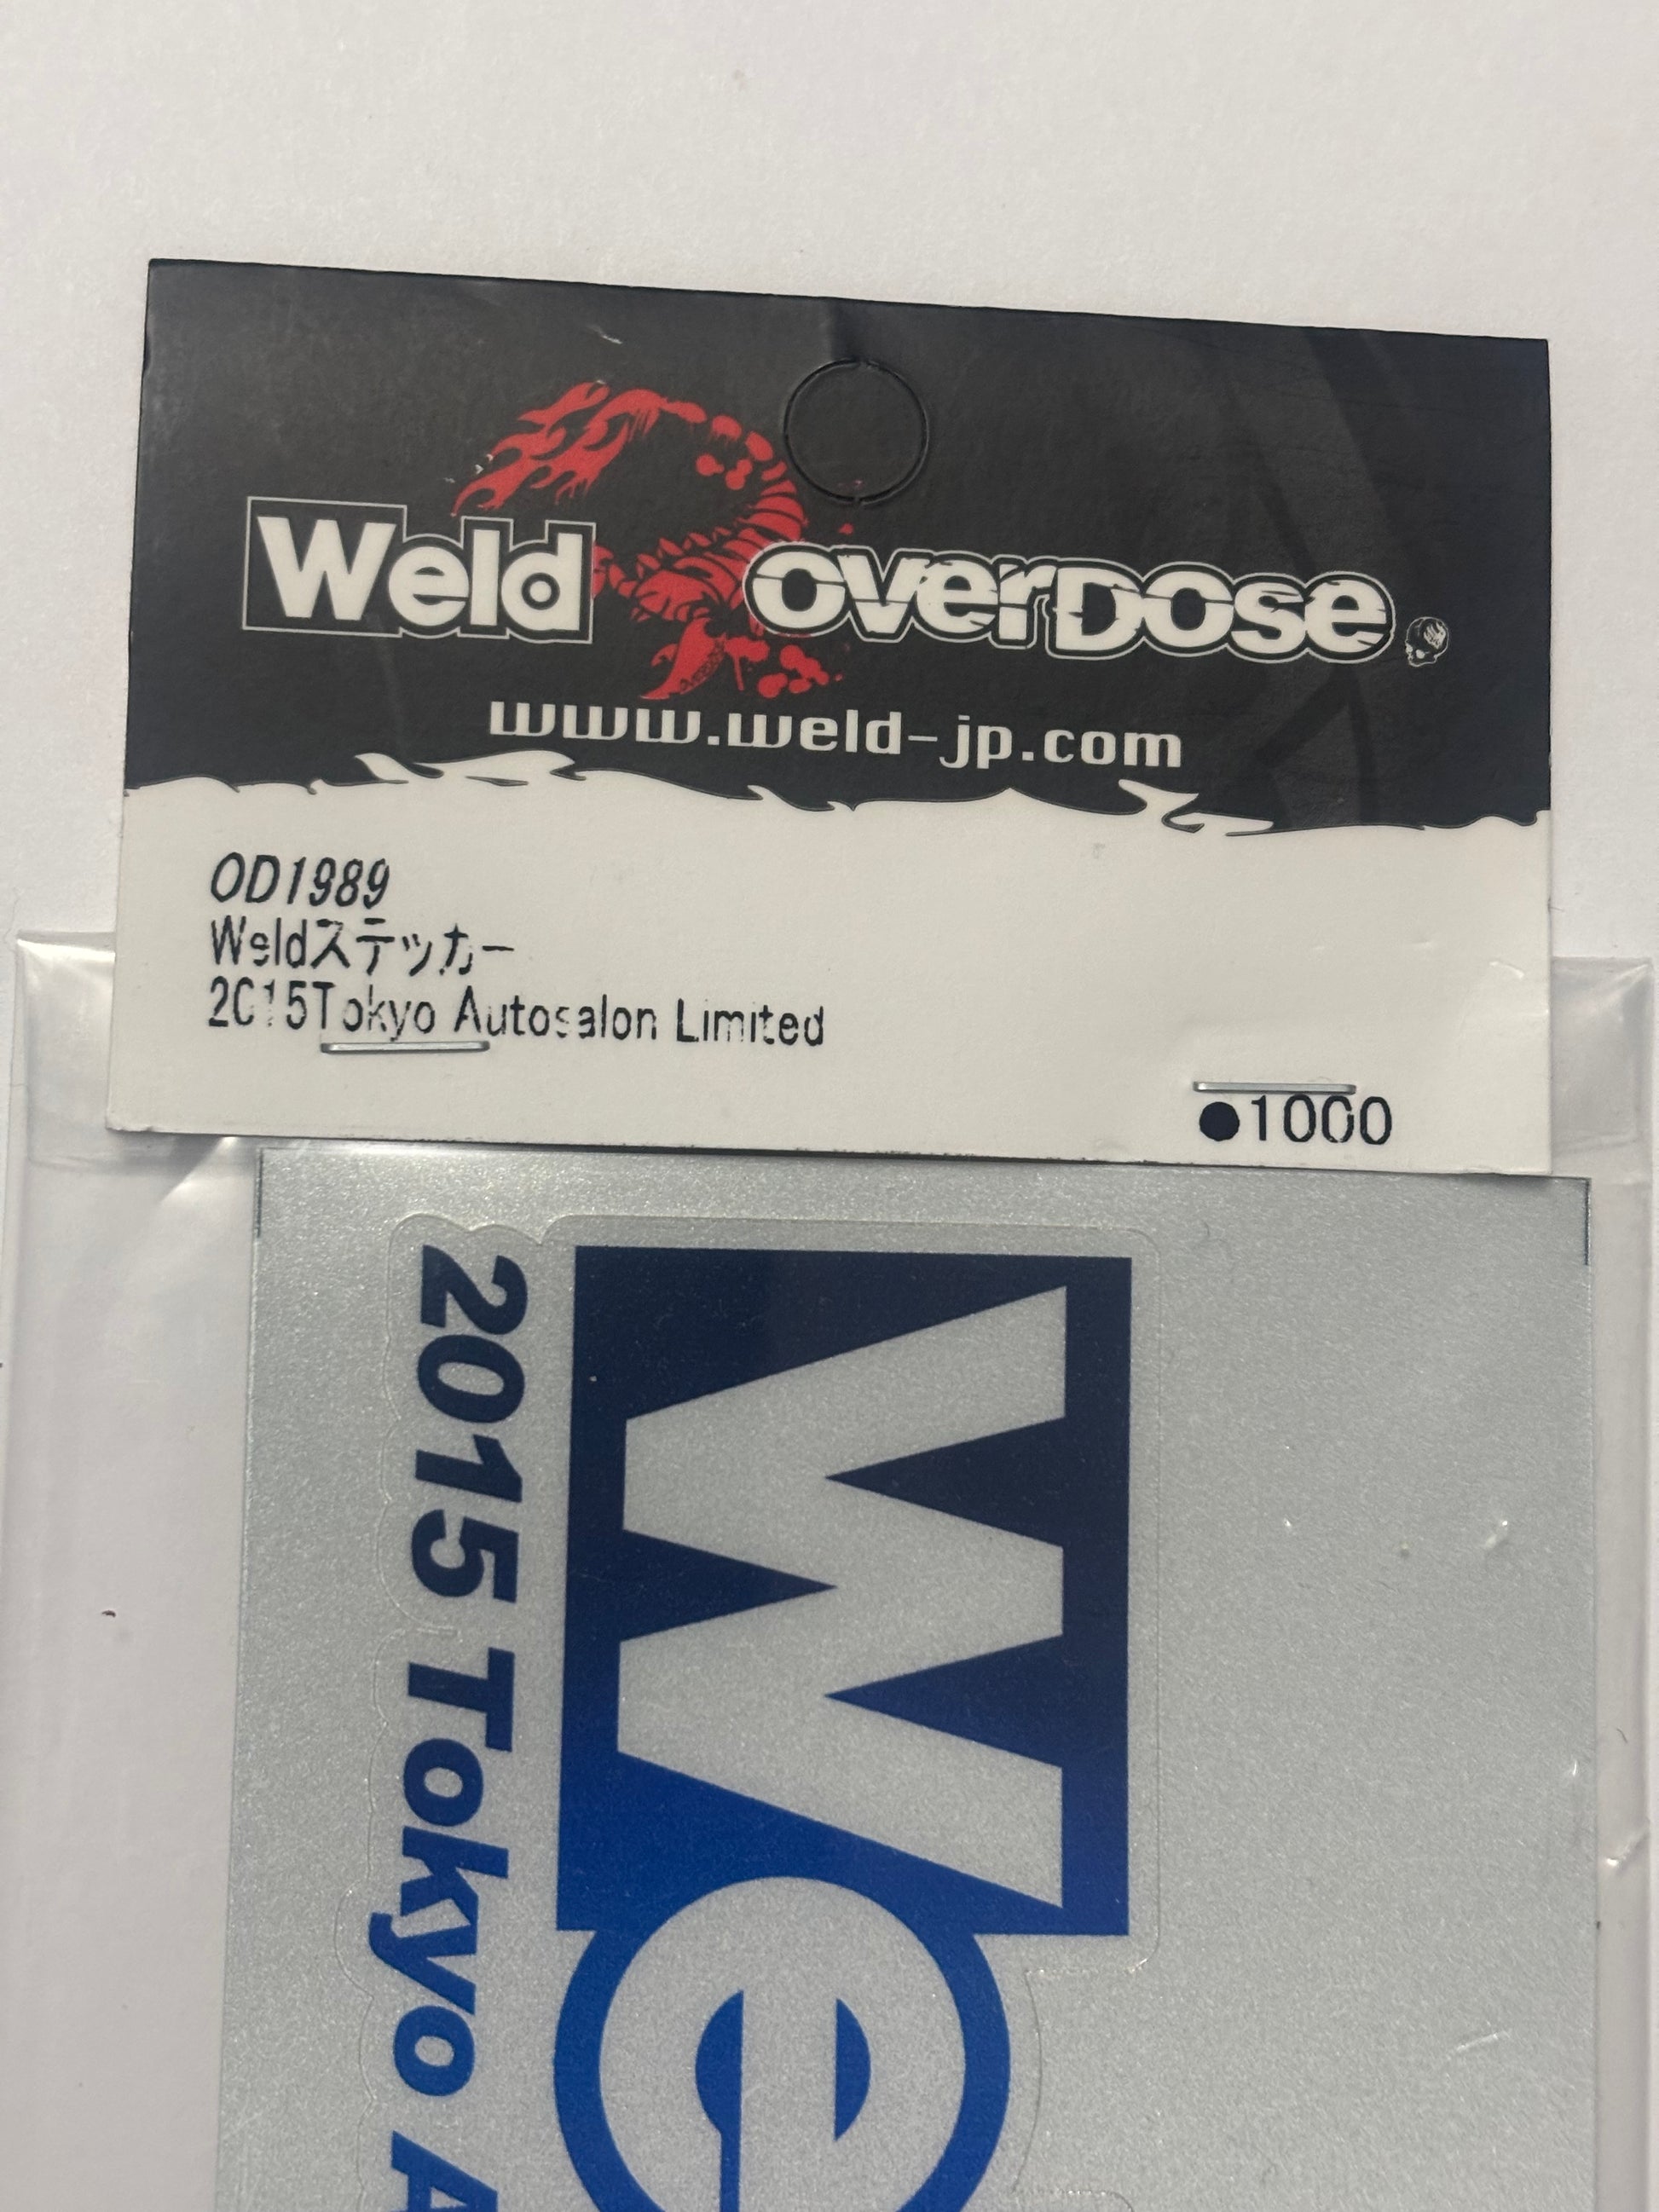 Weld OVERDOSE
www.weld-jp.com
OD1989
Weldステッカー
2015Tokyo Autosalon Limited
●1000
We
2015 Tokyo A